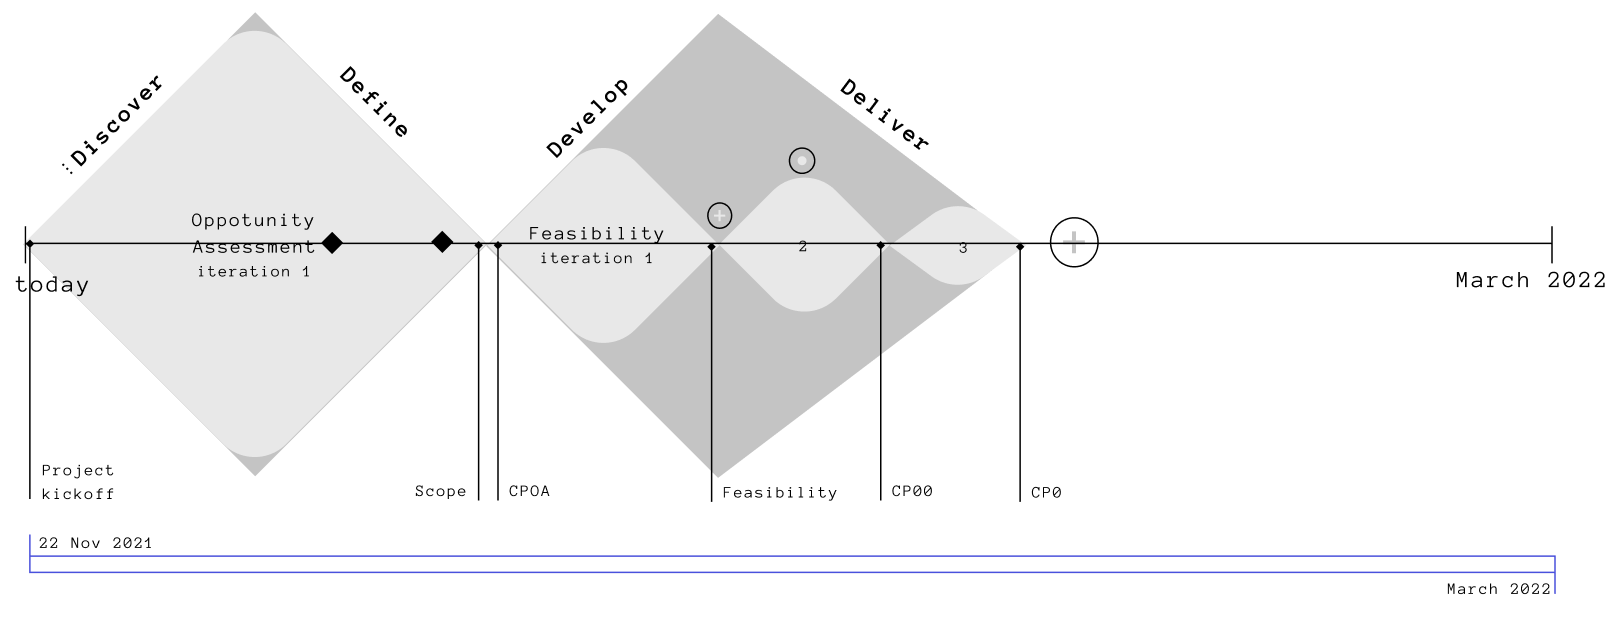 Discover
Define
Develop
Deliver
Oppotunity
Assessment
iteration 1
Feasibility
iteration 1
2
3
today
March 2022
Project
kickoff
Scope
CPOA
Feasibility
CP00
CP0
22 Nov 2021
March 2022